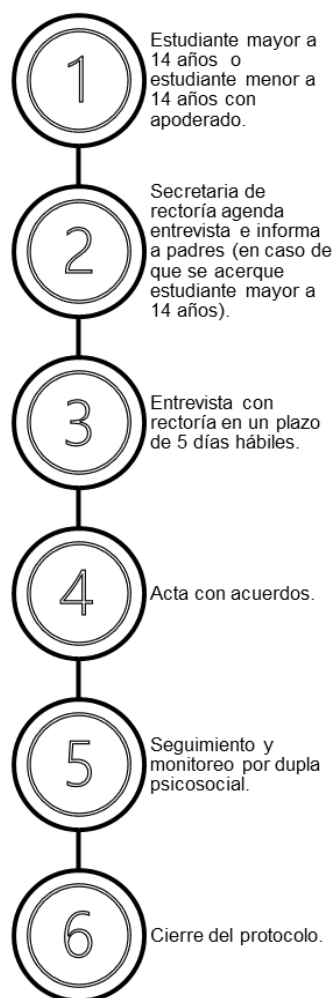 1
Estudiante mayor a
14 años o
estudiante menor a
14 años con
apoderado.
2
Secretaria de
rectoría agenda
entrevista e informa
a padres (en caso de
que se acerque
estudiante mayor a
14 años).
3
Entrevista con
rectoría en un plazo
de 5 días hábiles.
4
Acta con acuerdos.
5
Seguimiento y
monitoreo por dupla
psicosocial.
6
Cierre del protocolo.